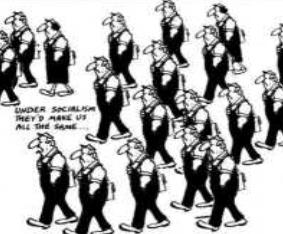 UNDER SOCIALISM
THEY'D MAKE US
ALL THE SAME...